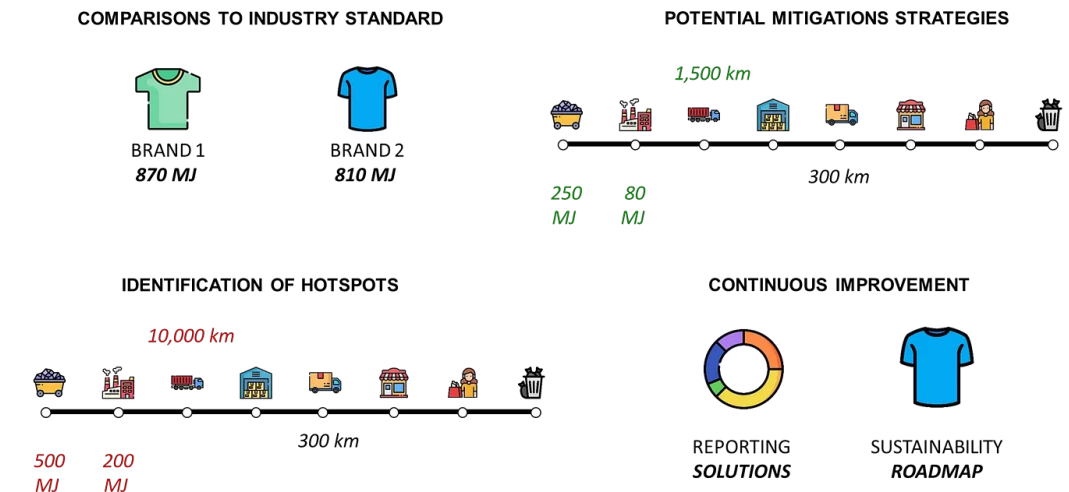 COMPARISONS TO INDUSTRY STANDARD
BRAND 1
870 MJ
BRAND 2
810 MJ
POTENTIAL MITIGATIONS STRATEGIES
1,500 km
300 km
250
MJ
80
MJ
IDENTIFICATION OF HOTSPOTS
10,000 km
300 km
500
MJ
200
MJ
CONTINUOUS IMPROVEMENT
REPORTING
SOLUTIONS
SUSTAINABILITY
ROADMAP